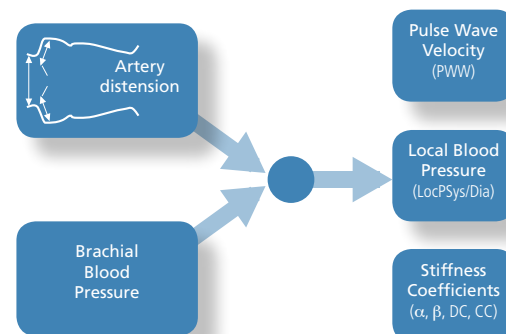 Artery
distension
Brachial
Blood
Pressure
Pulse Wave
Velocity
(PWW)
Local Blood
Pressure
(LocPSys/Dia)
Stiffness
Coefficients
(α, β, DC, CC)